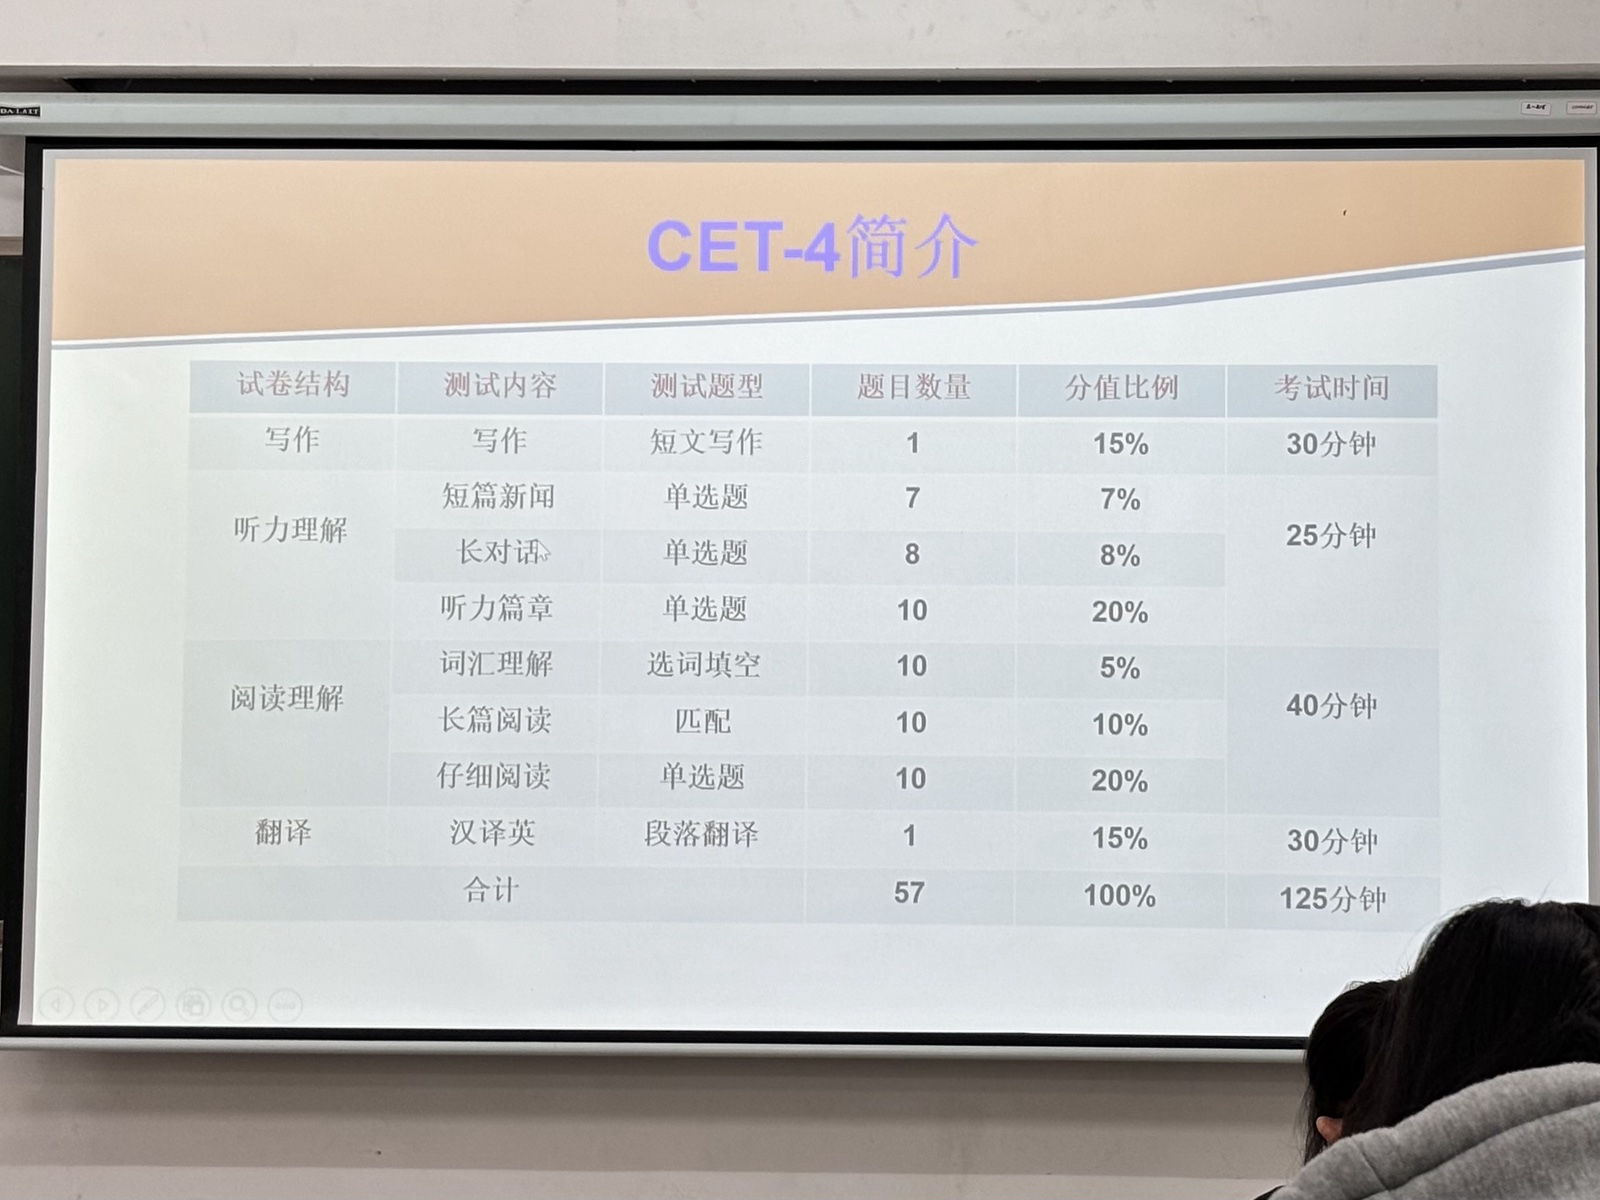 DA-LITE
CET-4简介
试卷结构 测试内容 测试题型 题目数量 分值比例 考试时间
写作 写作 短文写作 1 15% 30分钟
听力理解 短篇新闻 单选题 7 7% 25分钟
长对话 单选题 8 8%
听力篇章 单选题 10 20%
阅读理解 词汇理解 选词填空 10 5% 40分钟
长篇阅读 匹配 10 10%
仔细阅读 单选题 10 20%
翻译 汉译英 段落翻译 1 15% 30分钟
合计 57 100% 125分钟